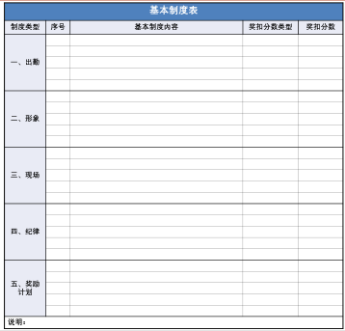 基本制度表
制度类型 序号 基本制度内容 奖扣分数类型 奖扣分数
一、出勤
二、形象
三、现场
四、纪律
五、奖励
计划
说明：